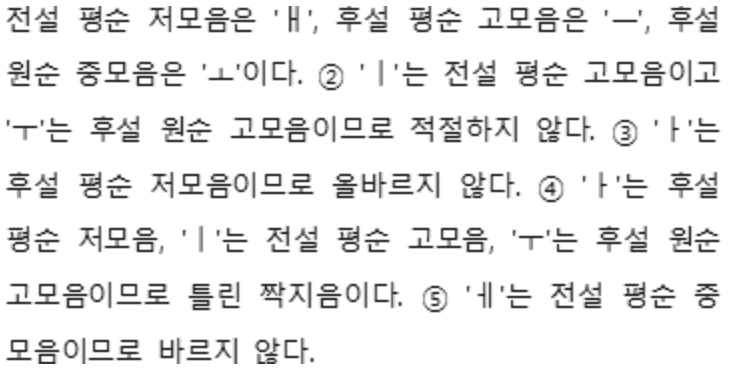 전설 평순 저모음은 'ㅐ', 후설 평순 고모음은 'ㅡ', 후설
원순 중모음은 'ㅗ'이다. ② 'ㅣ'는 전설 평순 고모음이고
'ㅜ'는 후설 원순 고모음이므로 적절하지 않다. ③ 'ㅏ'는
후설 평순 저모음이므로 올바르지 않다. ④ 'ㅏ'는 후설
평순 저모음, 'ㅣ'는 전설 평순 고모음, 'ㅜ'는 후설 원순
고모음이므로 틀린 짝지음이다. ⑤ 'ㅔ'는 전설 평순 중
모음이므로 바르지 않다.